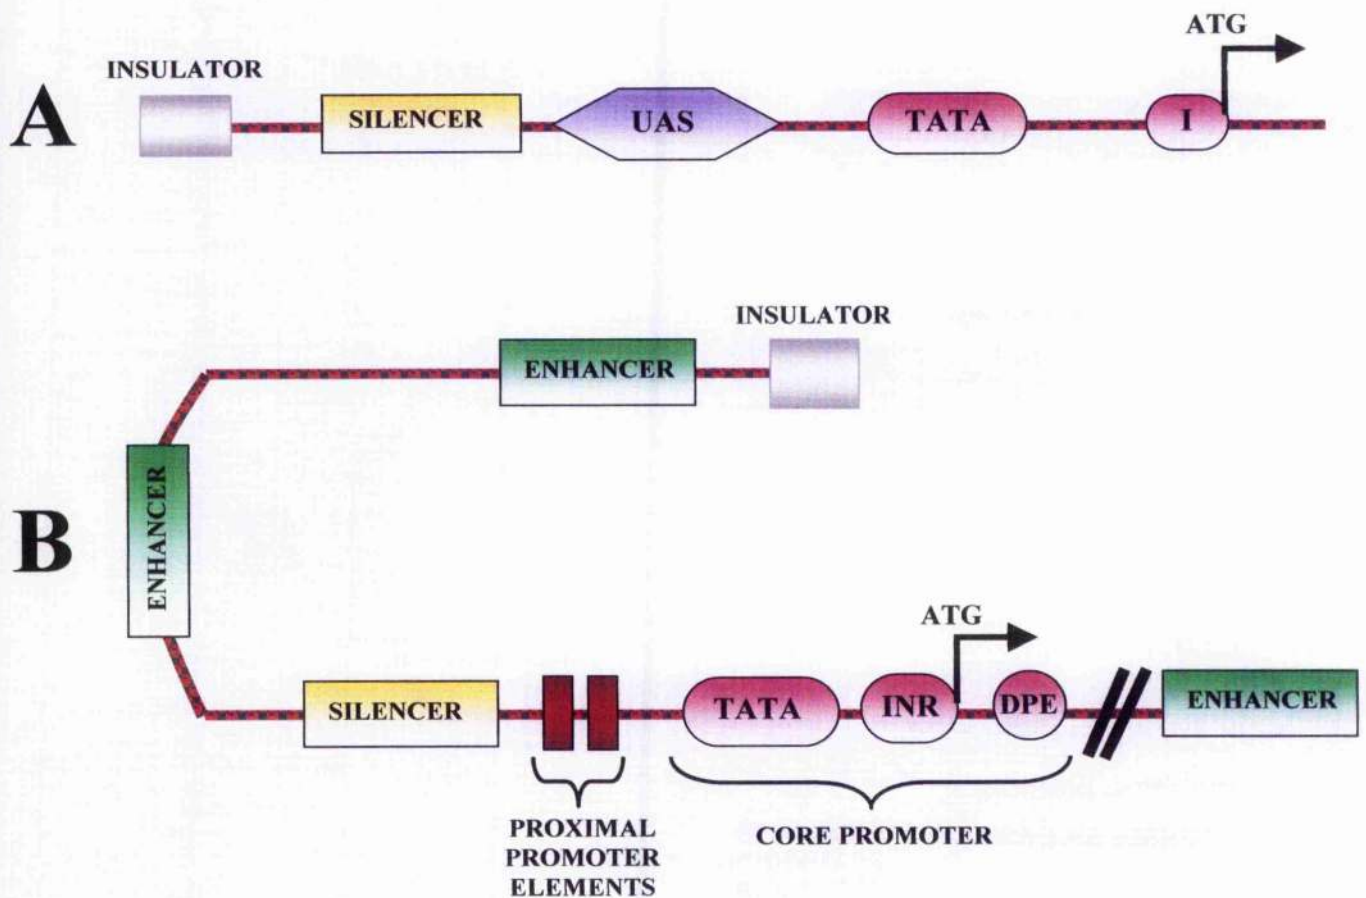 ATG
INSULATOR
A
SILENCER
UAS
TATA
I
INSULATOR
ENHANCER
ENHANCER
B
ATG
SILENCER
TATA
INR
DPE
ENHANCER
PROXIMAL
PROMOTER
ELEMENTS
CORE PROMOTER